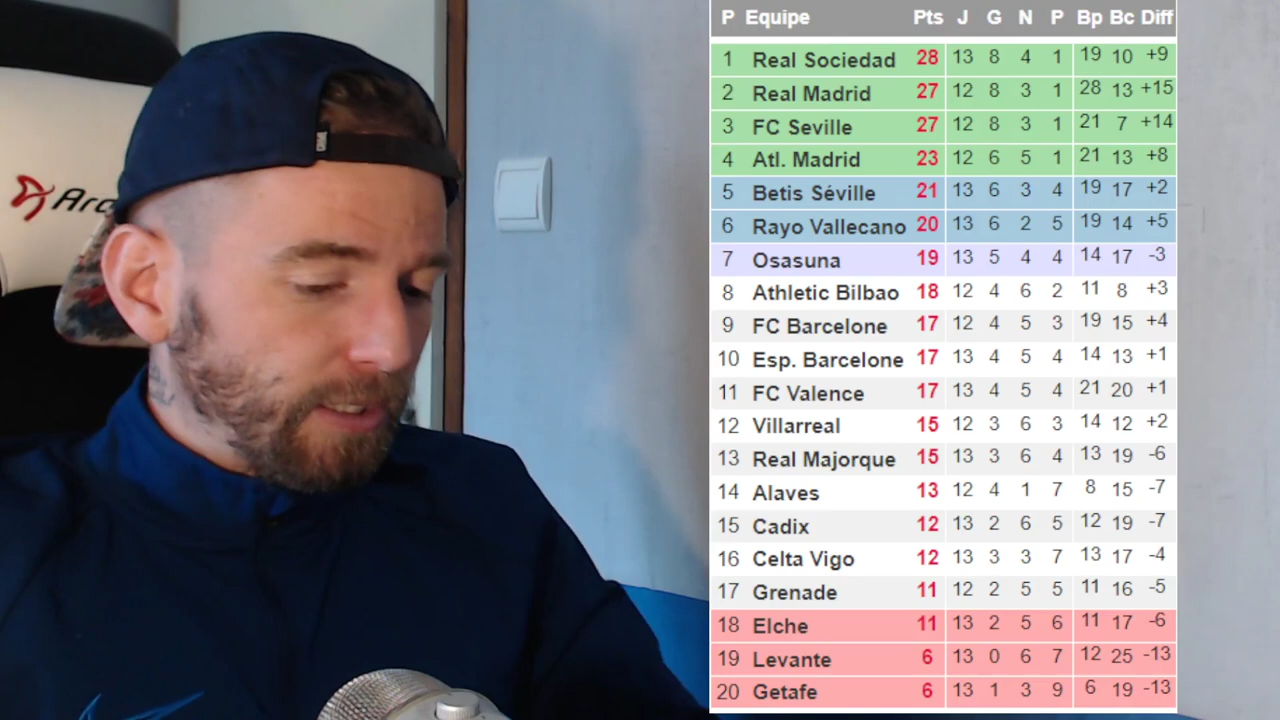 P Equipe Pts J G N P Bp Bc Diff
1 Real Sociedad 28 13 8 4 1 19 10 +9
2 Real Madrid 27 12 8 3 1 28 13 +15
3 FC Seville 27 12 8 3 1 21 7 +14
4 Atl. Madrid 23 12 6 5 1 21 13 +8
5 Betis Séville 21 13 6 3 4 19 17 +2
6 Rayo Vallecano 20 13 6 2 5 19 14 +5
7 Osasuna 19 13 5 4 4 14 17 -3
8 Athletic Bilbao 18 12 4 6 2 11 8 +3
9 FC Barcelone 17 12 4 5 3 19 15 +4
10 Esp. Barcelone 17 13 4 5 4 14 13 +1
11 FC Valence 17 13 4 5 4 21 20 +1
12 Villarreal 15 12 3 6 3 14 12 +2
13 Real Majorque 15 13 3 6 4 13 19 -6
14 Alaves 13 12 4 1 7 8 15 -7
15 Cadix 12 13 2 6 5 12 19 -7
16 Celta Vigo 12 13 3 3 7 13 17 -4
17 Grenade 11 12 2 5 5 11 16 -5
18 Elche 11 13 2 5 6 11 17 -6
19 Levante 6 13 0 6 7 12 25 -13
20 Getafe 6 13 1 3 9 6 19 -13